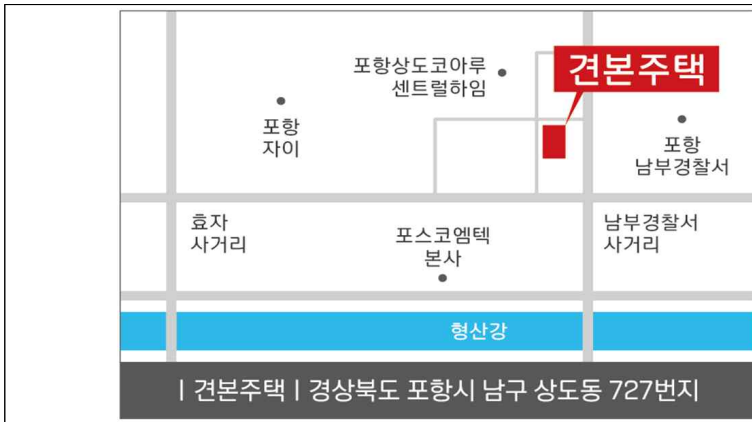 포항상도코아루
센트럴하임
견본주택
포항
자이
포항
남부경찰서
효자
사거리
포스코엠텍
본사
남부경찰서
사거리
형산강
| 견본주택 | 경상북도 포항시 남구 상도동 727번지